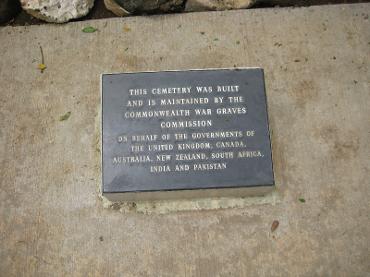 THIS CEMETERY WAS BUILT
AND IS MAINTAINED BY THE
COMMONWEALTH WAR GRAVES
COMMISSION
ON BEHALF OF THE GOVERNMENTS OF
THE UNITED KINGDOM, CANADA,
AUSTRALIA, NEW ZEALAND, SOUTH AFRICA,
INDIA AND PAKISTAN